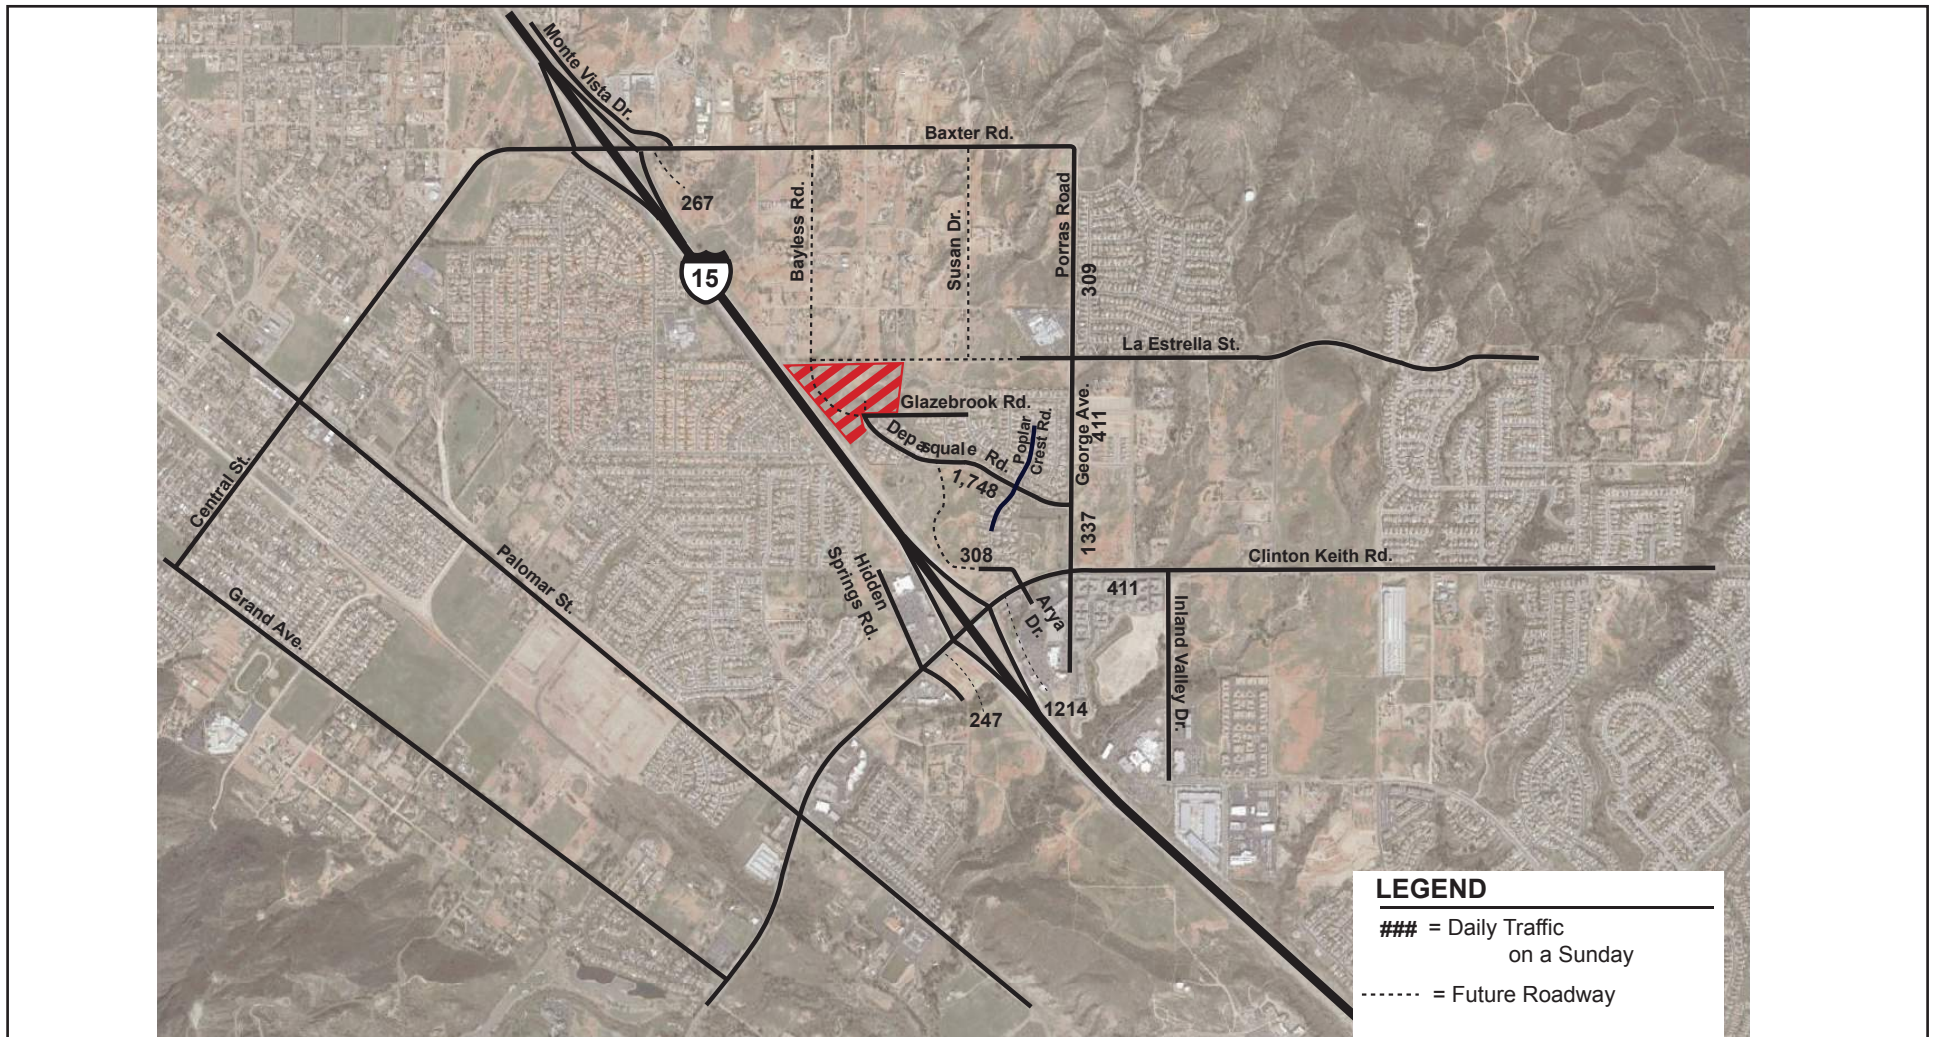 Monte Vista Dr.
Baxter Rd.
267
Bayless Rd.
Susan Dr.
Porras Road
309
15
La Estrella St.
Glazebrook Rd.
Depasquale Rd.
1,748
Poplar
Crest Rd.
George Ave.
411
1337
Central St.
Palomar St.
Grand Ave.
Hidden
Springs Rd.
308
Clinton Keith Rd.
411
Arya
Dr.
Inland Valley Dr.
247
1214
LEGEND
### = Daily Traffic
on a Sunday
= Future Roadway